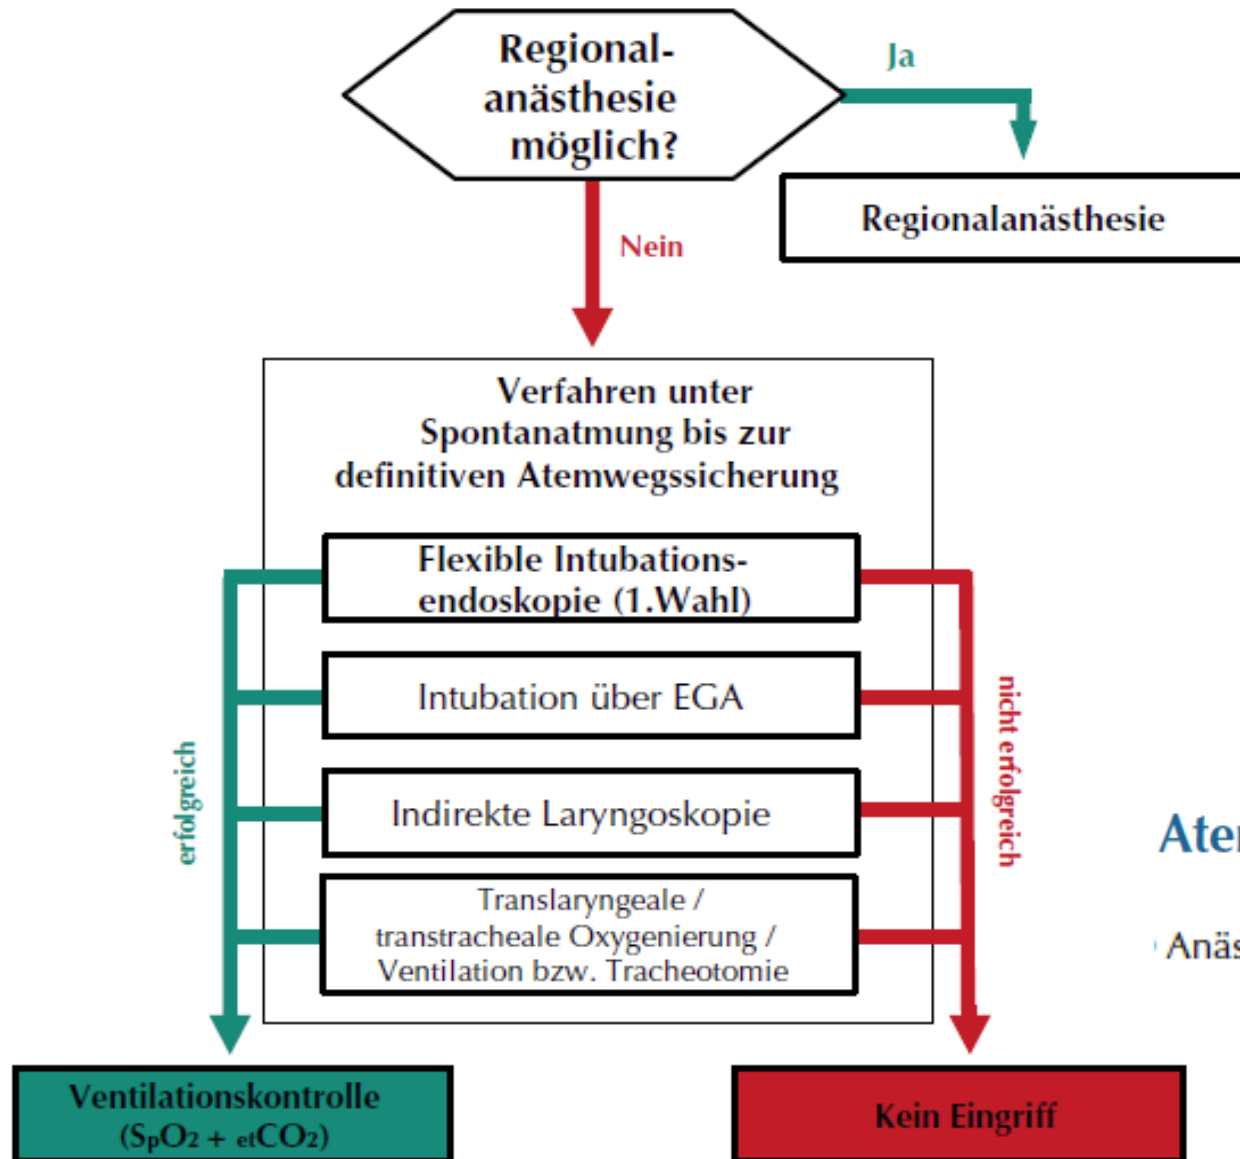 Regional-
anästhesie
möglich?
Ja
Regionalanästhesie
Nein
Verfahren unter
Spontanatmung bis zur
definitiven Atemwegssicherung
Flexible Intubations-
endoskopie (1.Wahl)
Intubation über EGA
Indirekte Laryngoskopie
Translaryngeale /
transtracheale Oxygenierung /
Ventilation bzw. Tracheotomie
erfolgreich
nicht erfolgreich
Ventilationskontrolle
(SpO2 + etCO2)
Kein Eingriff